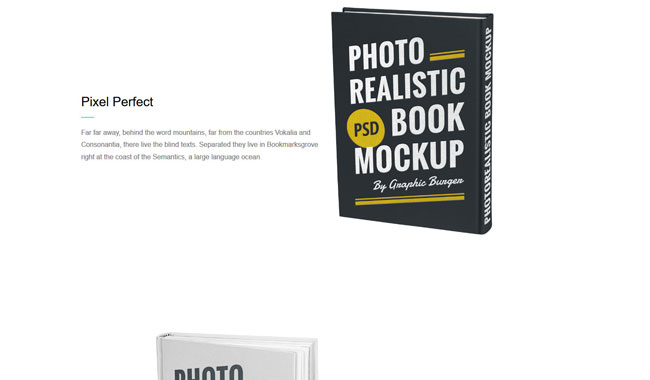 Pixel Perfect
Far far away, behind the word mountains, far from the countries Vokalia and
Consonantia, there live the blind texts. Separated they live in Bookmarksgrove
right at the coast of the Semantics, a large language ocean.
PHOTO
REALISTIC
PSD BOOK
MOCKUP
By Graphic Burger
PHOTOREALISTIC BOOK MOCKUP
PHOTO